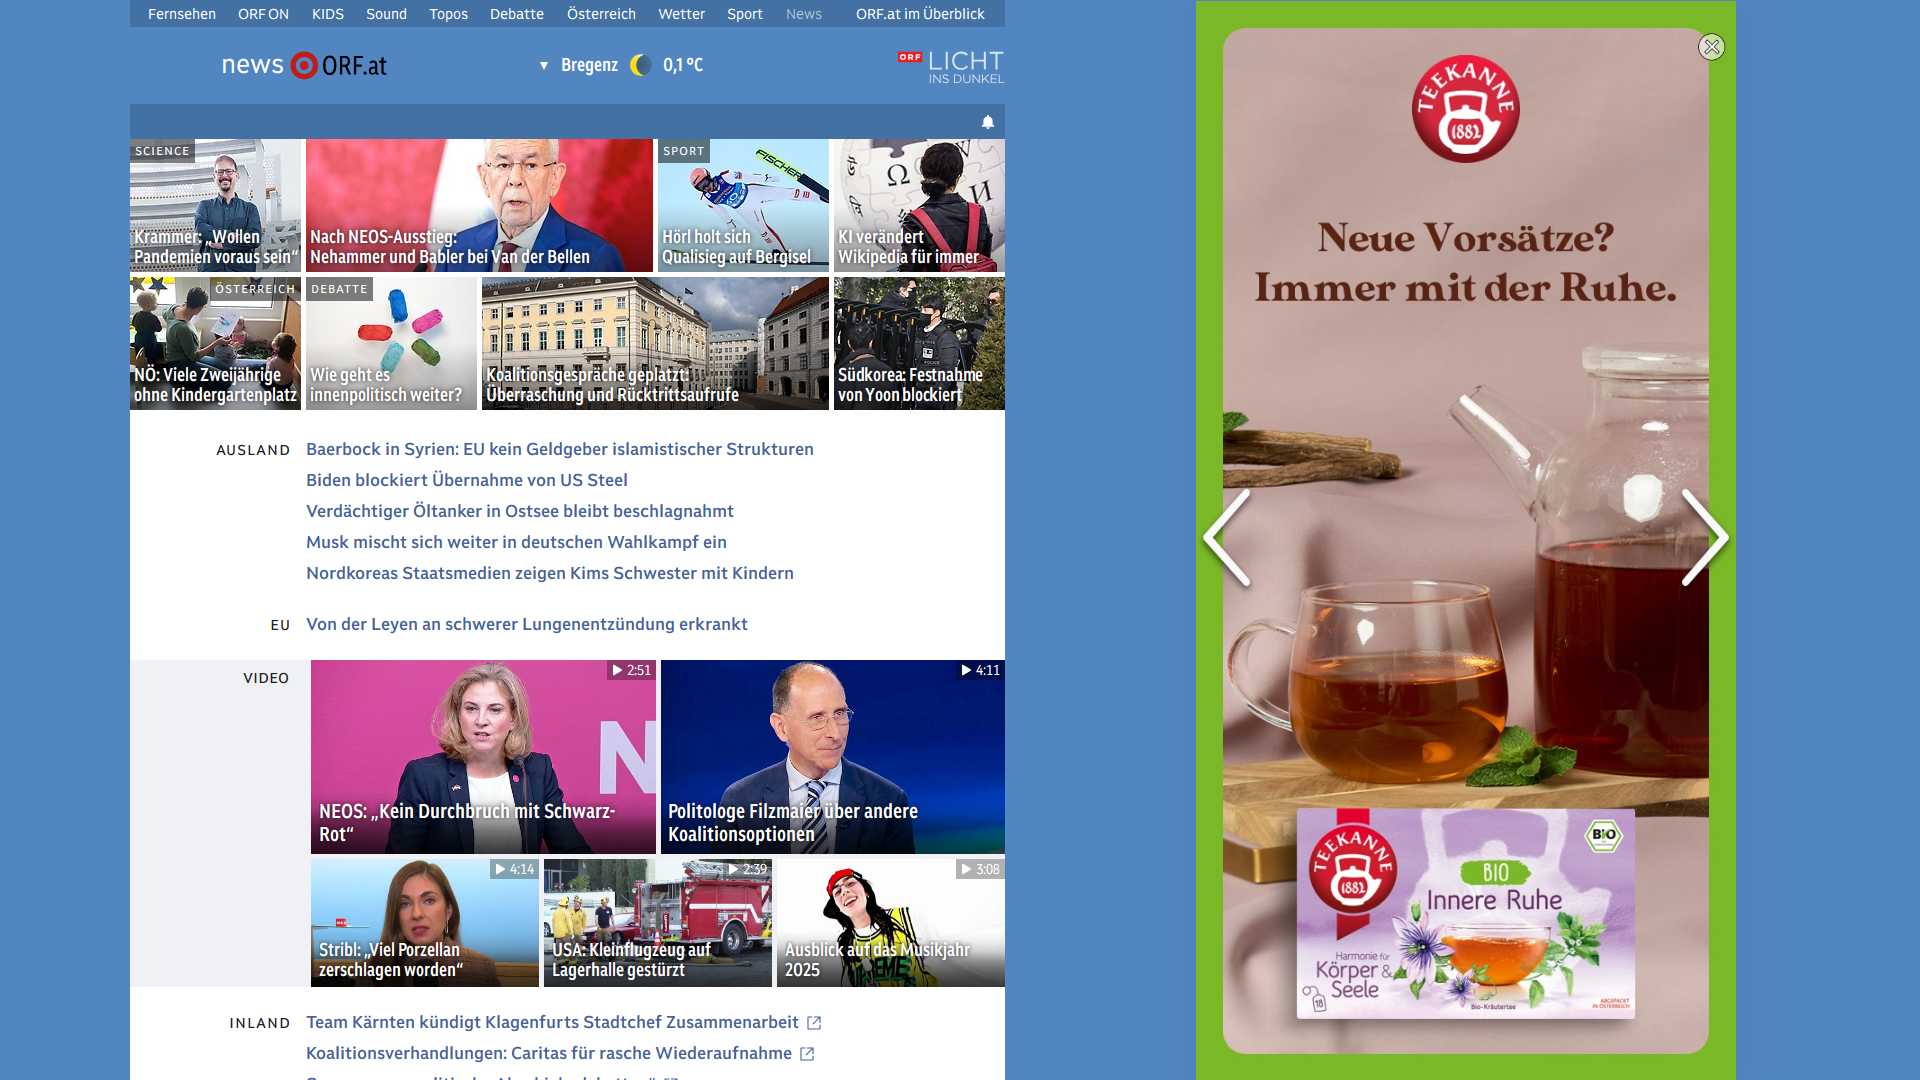 Fernsehen ORF ON KIDS Sound Topos Debatte Österreich Wetter Sport News ORF.at im Überblick
news ORF.at
Bregenz 0,1 °C
ORF LICHT
INS DUNKEL
SCIENCE
Krammer: „Wollen
Pandemien voraus sein“
Nach NEOS-Ausstieg:
Nehammer und Babler bei Van der Bellen
SPORT
FISCHER
Hörl holt sich
Qualisieg auf Bergisel
Ω
И
KI verändert
Wikipedia für immer
ÖSTERREICH
NÖ: Viele Zweijährige
ohne Kindergartenplatz
DEBATTE
Wie geht es
innenpolitisch weiter?
Koalitionsgespräche geplatzt:
Überraschung und Rücktrittsaufrufe
Südkorea: Festnahme
von Yoon blockiert
AUSLAND
Baerbock in Syrien: EU kein Geldgeber islamistischer Strukturen
Biden blockiert Übernahme von US Steel
Verdächtiger Öltanker in Ostsee bleibt beschlagnahmt
Musk mischt sich weiter in deutschen Wahlkampf ein
Nordkoreas Staatsmedien zeigen Kims Schwester mit Kindern
EU
Von der Leyen an schwerer Lungenentzündung erkrankt
VIDEO
2:51
N
NEOS: „Kein Durchbruch mit Schwarz-
Rot“
4:11
Politologe Filzmaier über andere
Koalitionsoptionen
4:14
Stribl: „Viel Porzellan
zerschlagen worden“
2:39
USA: Kleinflugzeug auf
Lagerhalle gestürzt
3:08
Ausblick auf das Musikjahr
2025
INLAND
Team Kärnten kündigt Klagenfurts Stadtchef Zusammenarbeit
Koalitionsverhandlungen: Caritas für rasche Wiederaufnahme
TEEKANNE
1882
Neue Vorsätze?
Immer mit der Ruhe.
TEEKANNE
1882
BIO
BIO
Innere Ruhe
Harmonie für
Körper &
Seele
18
Bio-Kräutertee
ABGEPACKT
IN ÖSTERREICH